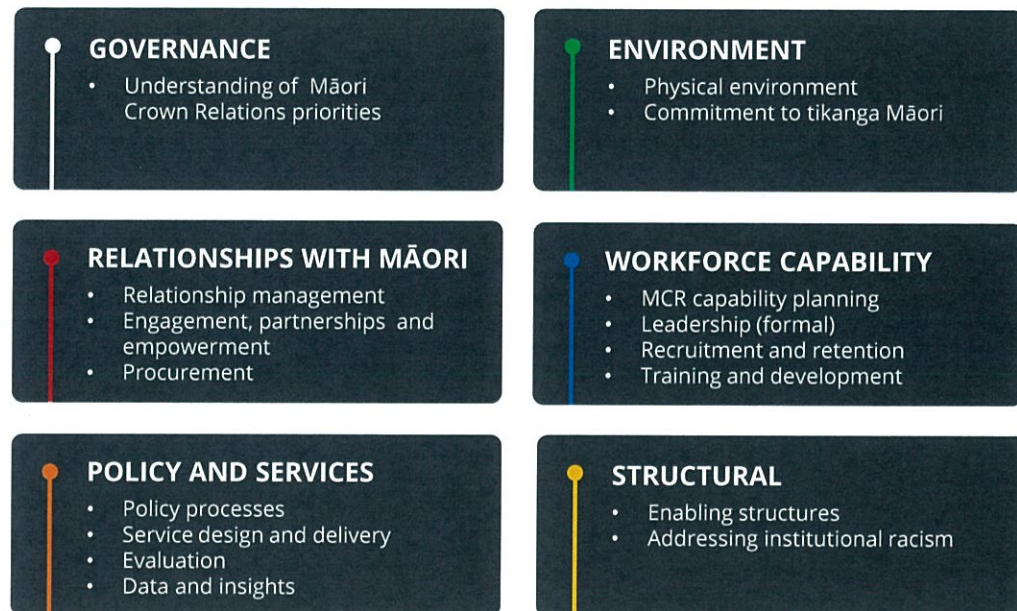 GOVERNANCE
• Understanding of Māori
Crown Relations priorities
ENVIRONMENT
• Physical environment
• Commitment to tikanga Māori
RELATIONSHIPS WITH MĀORI
• Relationship management
• Engagement, partnerships and
empowerment
• Procurement
WORKFORCE CAPABILITY
• MCR capability planning
• Leadership (formal)
• Recruitment and retention
• Training and development
POLICY AND SERVICES
• Policy processes
• Service design and delivery
• Evaluation
• Data and insights
STRUCTURAL
• Enabling structures
• Addressing institutional racism